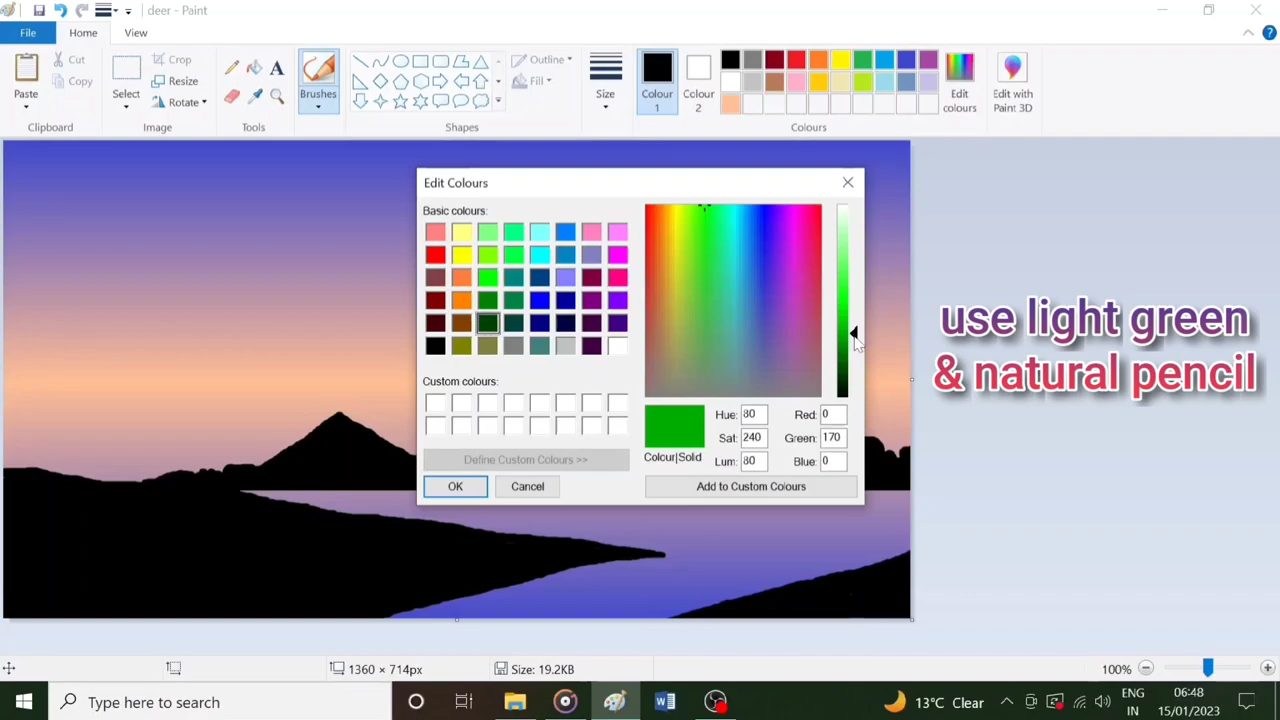 deer - Paint
File
Home
View
Paste
Cut
Copy
Clipboard
Select
Crop
Resize
Rotate
Image
Tools
Brushes
Outline
Fill
Shapes
Size
Colour
1
Colour
2
Edit
colours
Colours
Edit with
Paint 3D
Edit Colours
Basic colours:
Custom colours:
Define Custom Colours >>
OK
Cancel
Colour|Solid
Hue: 80
Sat: 240
Lum: 80
Red: 0
Green: 170
Blue: 0
Add to Custom Colours
use light green
& natural pencil
1360 × 714px
Size: 19.2KB
100%
Type here to search
13°C Clear
ENG
IN
06:48
15/01/2023